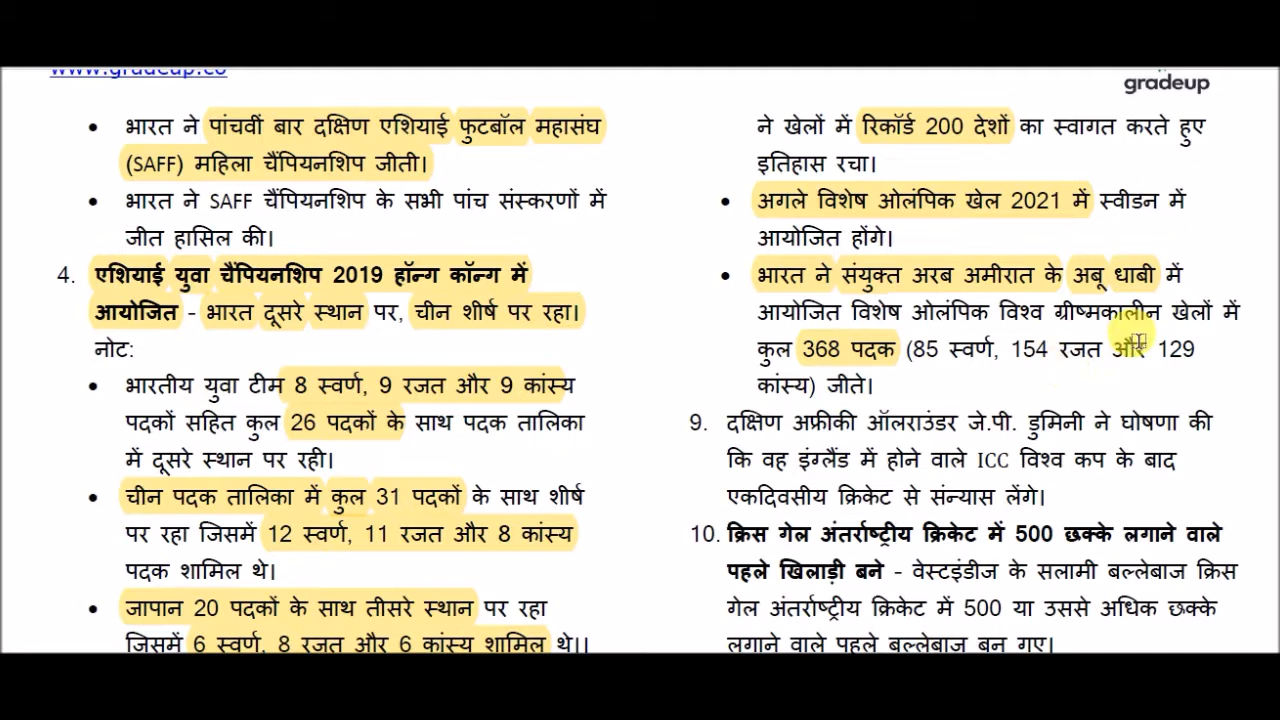 www.gradeup.co
gradeup
भारत ने पांचवीं बार दक्षिण एशियाई फुटबॉल महासंघ
(SAFF) महिला चैंपियनशिप जीती।
भारत ने SAFF चैंपियनशिप के सभी पांच संस्करणों में
जीत हासिल की।
4. एशियाई युवा चैंपियनशिप 2019 हॉन्ग कॉन्ग में
आयोजित - भारत दूसरे स्थान पर, चीन शीर्ष पर रहा।
नोट:
भारतीय युवा टीम 8 स्वर्ण, 9 रजत और 9 कांस्य
पदकों सहित कुल 26 पदकों के साथ पदक तालिका
में दूसरे स्थान पर रही।
चीन पदक तालिका में कुल 31 पदकों के साथ शीर्ष
पर रहा जिसमें 12 स्वर्ण, 11 रजत और 8 कांस्य
पदक शामिल थे।
जापान 20 पदकों के साथ तीसरे स्थान पर रहा
जिसमें 6 स्वर्ण, 8 रजत और 6 कांस्य शामिल थे।।
ने खेलों में रिकॉर्ड 200 देशों का स्वागत करते हुए
इतिहास रचा।
अगले विशेष ओलंपिक खेल 2021 में स्वीडन में
आयोजित होंगे।
भारत ने संयुक्त अरब अमीरात के अबू धाबी में
आयोजित विशेष ओलंपिक विश्व ग्रीष्मकालीन खेलों में
कुल 368 पदक (85 स्वर्ण, 154 रजत और 129
कांस्य) जीते।
9. दक्षिण अफ्रीकी ऑलराउंडर जे.पी. डुमिनी ने घोषणा की
कि वह इंग्लैंड में होने वाले ICC विश्व कप के बाद
एकदिवसीय क्रिकेट से संन्यास लेंगे।
10. क्रिस गेल अंतर्राष्ट्रीय क्रिकेट में 500 छक्के लगाने वाले
पहले खिलाड़ी बने - वेस्टइंडीज के सलामी बल्लेबाज क्रिस
गेल अंतर्राष्ट्रीय क्रिकेट में 500 या उससे अधिक छक्के
लगाने वाले पहले बल्लेबाज बन गए।